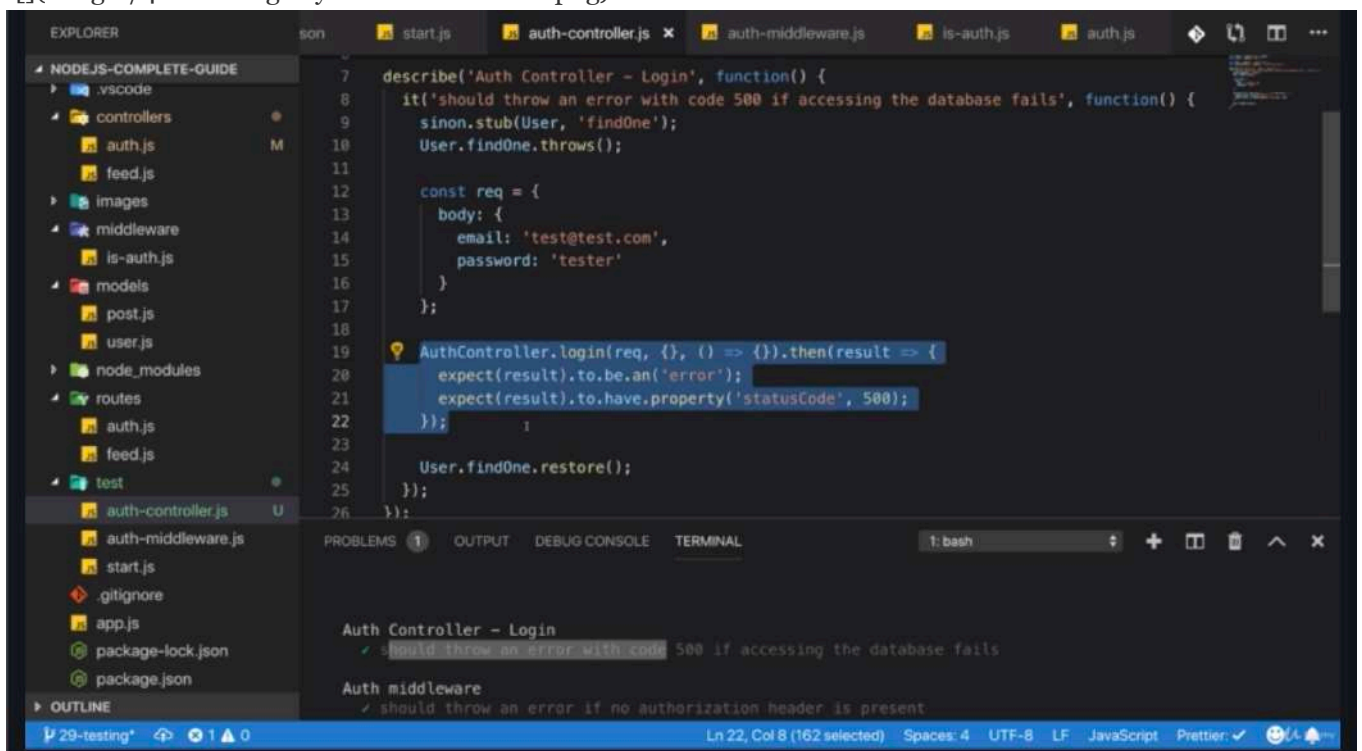 EXPLORER
son
start.js
auth-controller.js ×
auth-middleware.js
is-auth.js
auth.js
NODEJS-COMPLETE-GUIDE
.vscode
controllers
auth.js M
feed.js
images
middleware
is-auth.js
models
post.js
user.js
node_modules
routes
auth.js
feed.js
test
auth-controller.js U
auth-middleware.js
start.js
.gitignore
app.js
package-lock.json
package.json
OUTLINE
7 describe('Auth Controller – Login', function() {
8 it('should throw an error with code 500 if accessing the database fails', function() {
9 sinon.stub(User, 'findOne');
10 User.findOne.throws();
11
12 const req = {
13 body: {
14 email: 'test@test.com',
15 password: 'tester'
16 }
17 };
18
19 AuthController.login(req, {}, () => {}).then(result => {
20 expect(result).to.be.an('error');
21 expect(result).to.have.property('statusCode', 500);
22 });
23
24 User.findOne.restore();
25 });
26 });
PROBLEMS 1 OUTPUT DEBUG CONSOLE TERMINAL 1: bash
Auth Controller – Login
✓ should throw an error with code 500 if accessing the database fails
Auth middleware
✓ should throw an error if no authorization header is present
29-testing* 1 0 Ln 22, Col 8 (162 selected) Spaces: 4 UTF-8 LF JavaScript Prettier: ✓